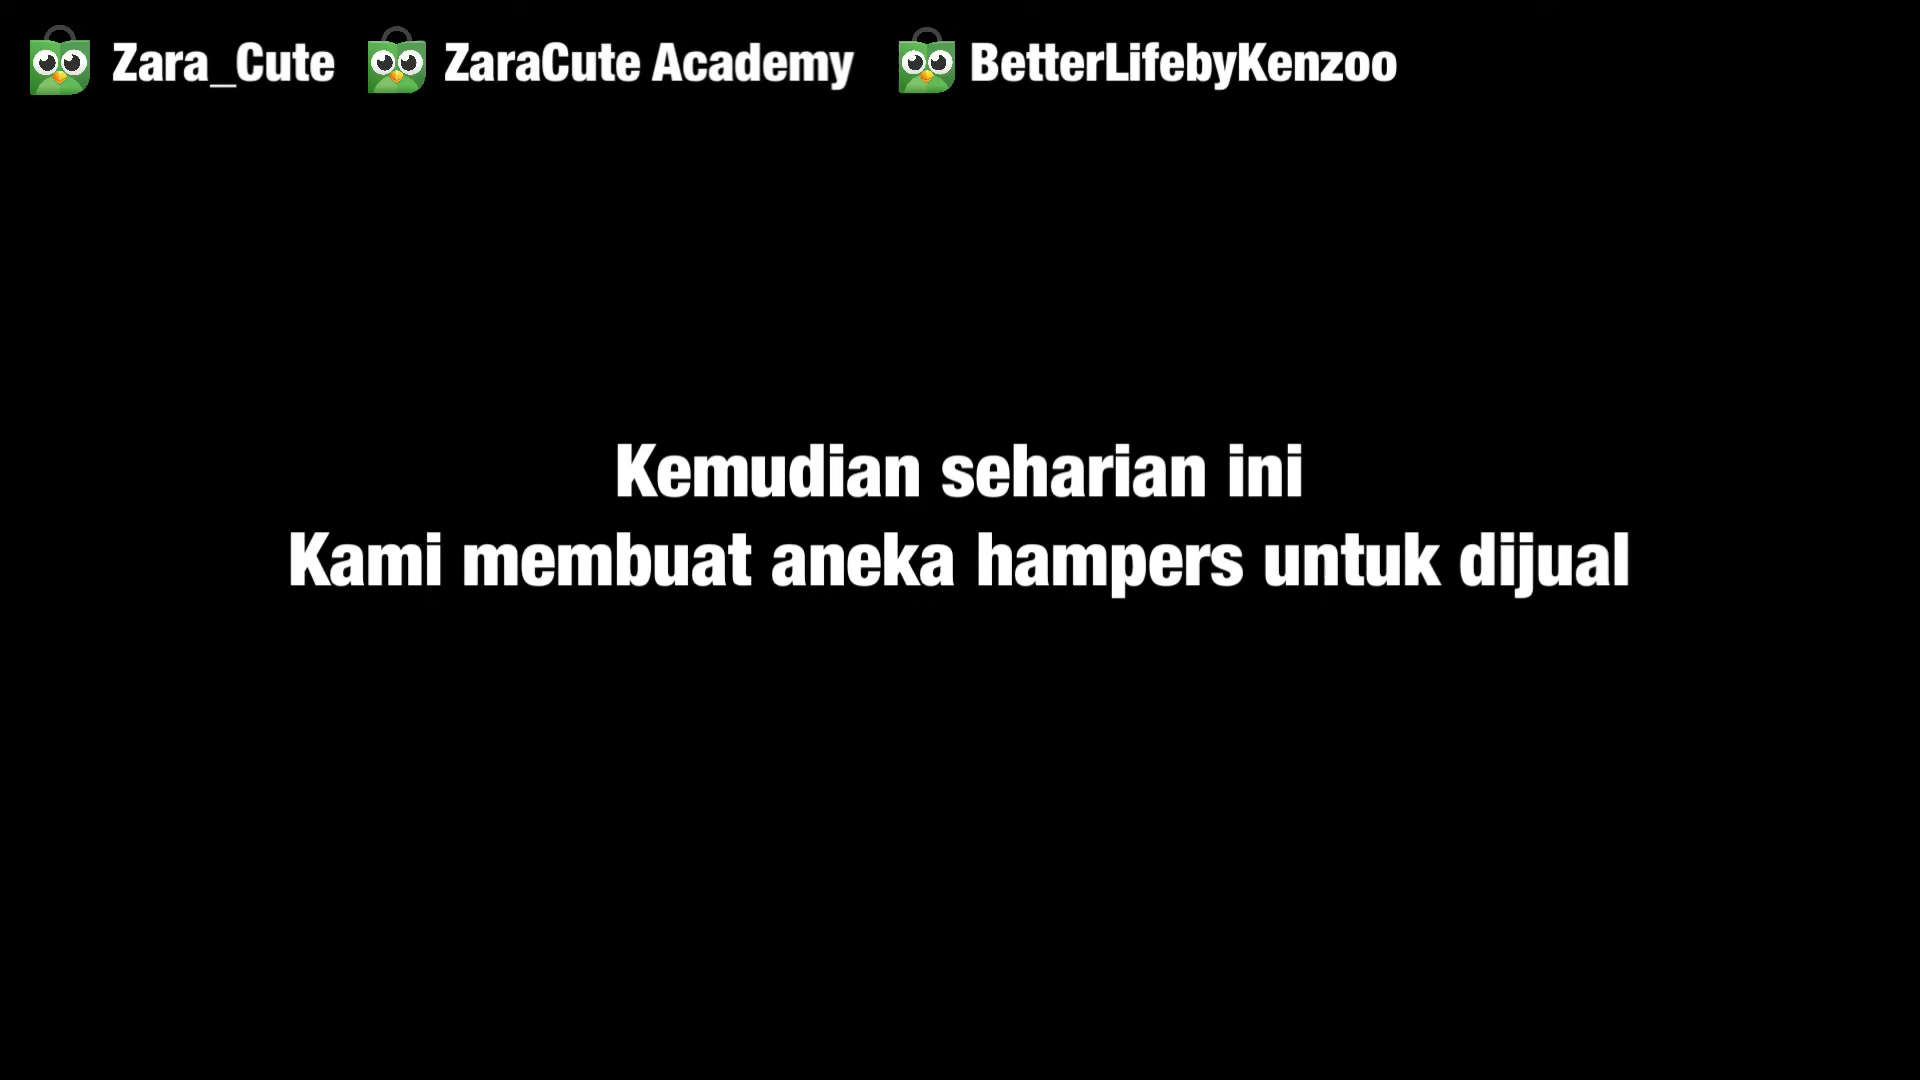 Zara_Cute ZaraCute Academy BetterLifebyKenzoo
Kemudian seharian ini
Kami membuat aneka hampers untuk dijual